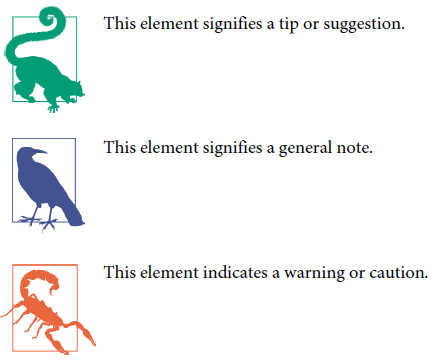 This element signifies a tip or suggestion.
This element signifies a general note.
This element indicates a warning or caution.